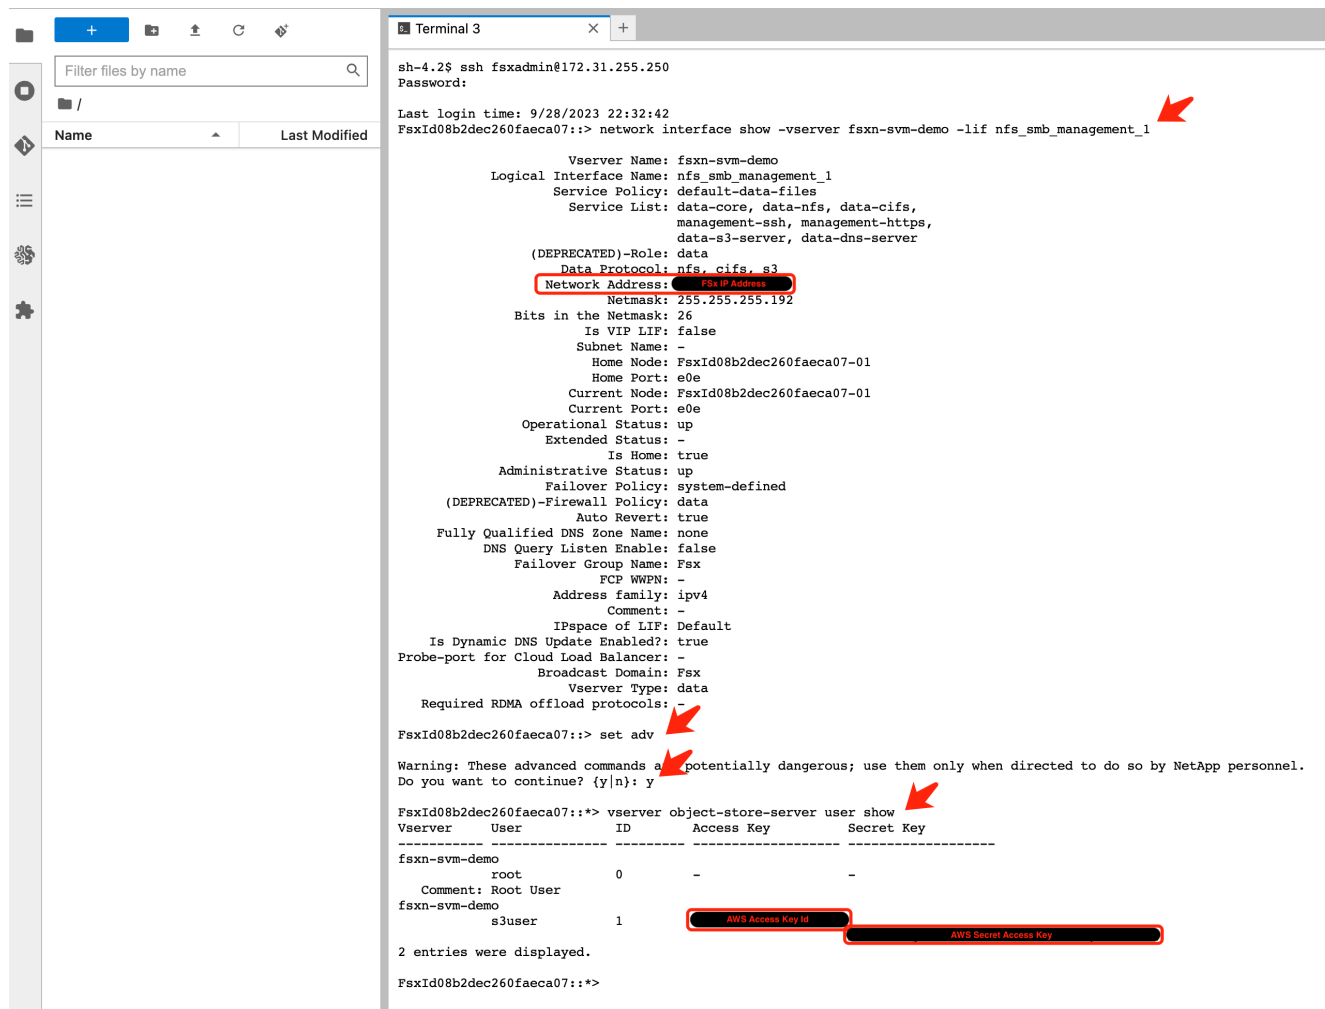 +
Terminal 3
+
Filter files by name
/
Name Last Modified
sh-4.2$ ssh fsxadmin@172.31.255.250
Password:
Last login time: 9/28/2023 22:32:42
FsxId08b2dec260faeca07::> network interface show -vserver fsxn-svm-demo -lif nfs_smb_management_1
Vserver Name: fsxn-svm-demo
Logical Interface Name: nfs_smb_management_1
Service Policy: default-data-files
Service List: data-core, data-nfs, data-cifs,
management-ssh, management-https,
data-s3-server, data-dns-server
(DEPRECATED)-Role: data
Data Protocol: nfs, cifs, s3
Network Address: FSx IP Address
Netmask: 255.255.255.192
Bits in the Netmask: 26
Is VIP LIF: false
Subnet Name: -
Home Node: FsxId08b2dec260faeca07-01
Home Port: e0e
Current Node: FsxId08b2dec260faeca07-01
Current Port: e0e
Operational Status: up
Extended Status: -
Is Home: true
Administrative Status: up
Failover Policy: system-defined
(DEPRECATED)-Firewall Policy: data
Auto Revert: true
Fully Qualified DNS Zone Name: none
DNS Query Listen Enable: false
Failover Group Name: Fsx
FCP WWPN: -
Address family: ipv4
Comment: -
IPspace of LIF: Default
Is Dynamic DNS Update Enabled?: true
Probe-port for Cloud Load Balancer: -
Broadcast Domain: Fsx
Vserver Type: data
Required RDMA offload protocols: -
FsxId08b2dec260faeca07::> set adv
Warning: These advanced commands a potentially dangerous; use them only when directed to do so by NetApp personnel.
Do you want to continue? {y|n}: y
FsxId08b2dec260faeca07::*> vserver object-store-server user show
Vserver User ID Access Key Secret Key
----------- --------------- --------- ------------------- -------------------
fsxn-svm-demo
root 0 - -
Comment: Root User
fsxn-svm-demo
s3user 1 AWS Access Key Id
AWS Secret Access Key
2 entries were displayed.
FsxId08b2dec260faeca07::*>